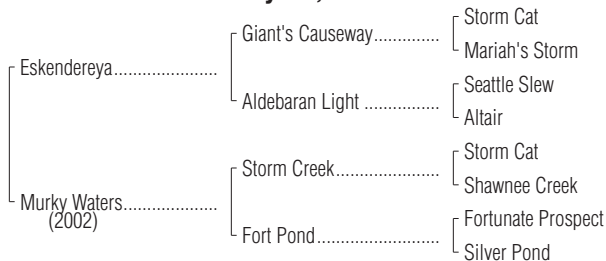 Storm Cat
Giant's Causeway...............
Mariah's Storm
Eskendereya.....................
Seattle Slew
Aldebaran Light ...............
Altair
Storm Cat
Storm Creek.....................
Shawnee Creek
Murky Waters...................
(2002)
Fortunate Prospect
Fort Pond.........................
Silver Pond